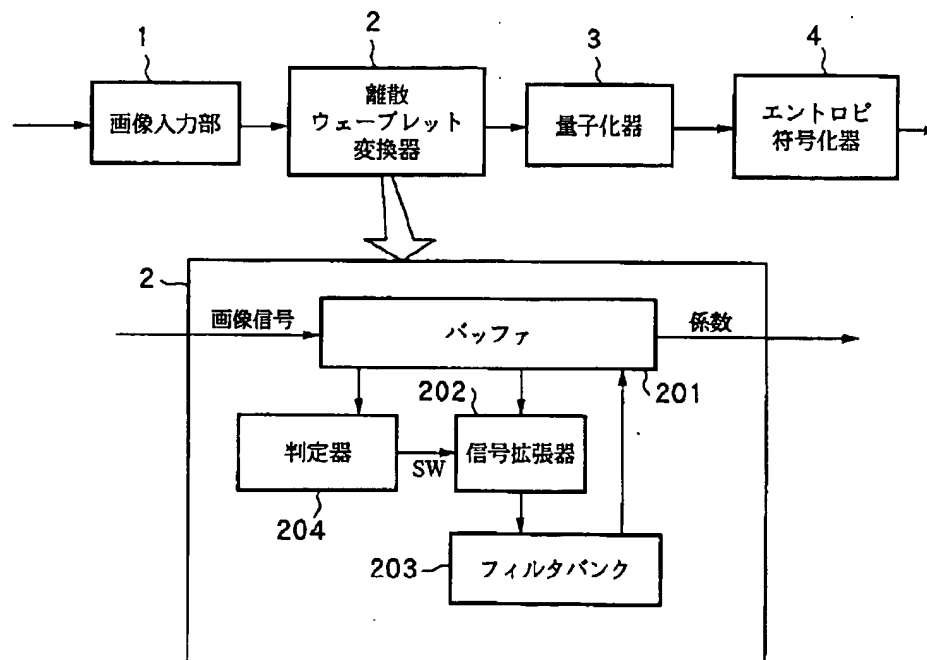 1
2
3
4
画像入力部
離散
ウェーブレット
変換器
量子化器
エントロピ
符号化器
2
画像信号
バッファ
係数
201
202
判定器
SW
信号拡張器
204
203
フィルタバンク